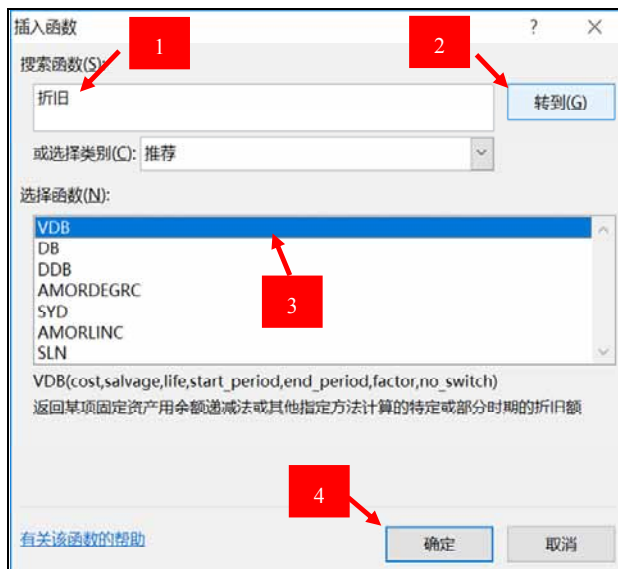 插入函数 ? ×
1
2
搜索函数(S):
折旧
转到(G)
或选择类别(C): 推荐
选择函数(N):
VDB
DB
DDB
AMORDEGRC
3
SYD
AMORLINC
SLN
VDB(cost,salvage,life,start_period,end_period,factor,no_switch)
返回某项固定资产用余额递减法或其他指定方法计算的特定或部分时期的折旧额
4
有关该函数的帮助
确定
取消